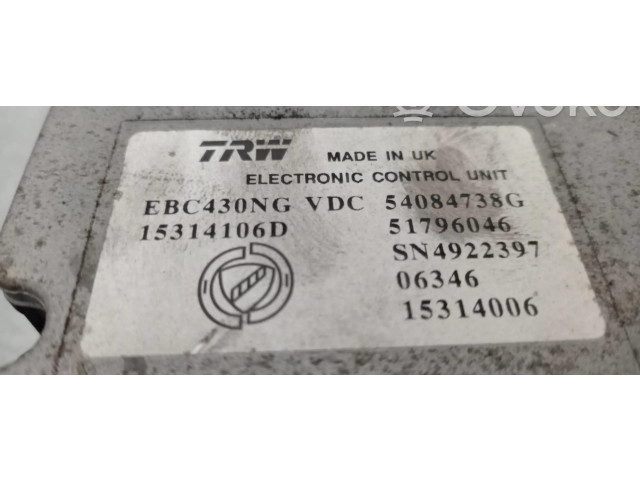 TRW MADE IN UK
ELECTRONIC CONTROL UNIT
EBC430NG VDC 54084738G
15314106D 51796046
SN4922397
06346
15314006